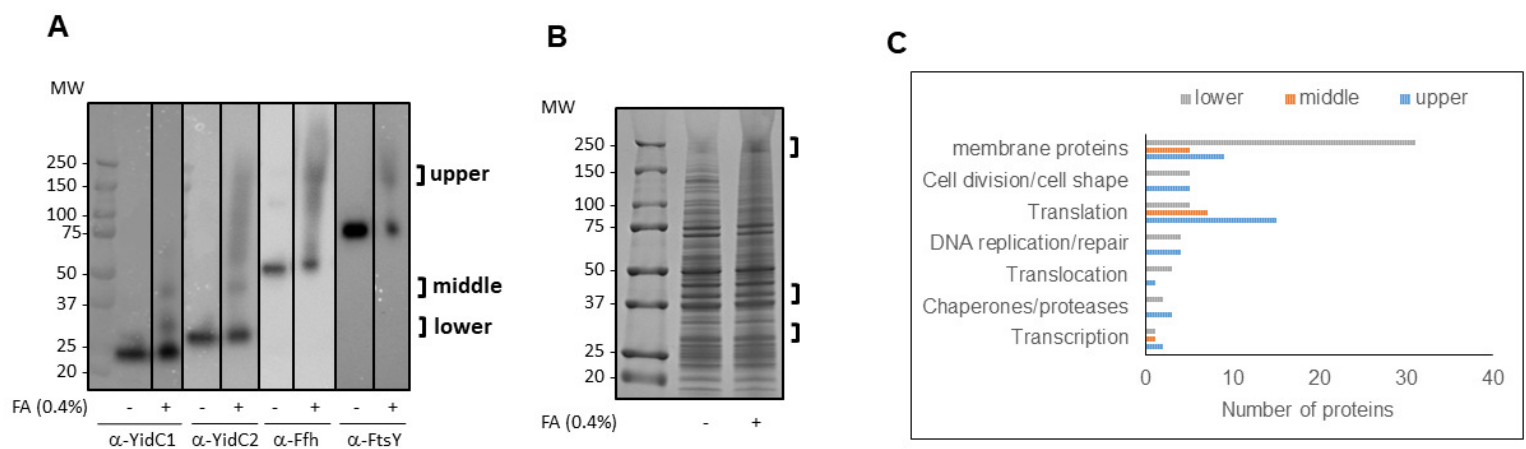 A
MW
250
150
100
75
50
37
25
20
upper
middle
lower
FA (0.4%) - + - + - + - +
α-YidC1 α-YidC2 α-Ffh α-FtsY
B
MW
250
150
100
75
50
37
25
20
FA (0.4%) - +
C
lower middle upper
membrane proteins
Cell division/cell shape
Translation
DNA replication/repair
Translocation
Chaperones/proteases
Transcription
0 10 20 30 40
Number of proteins